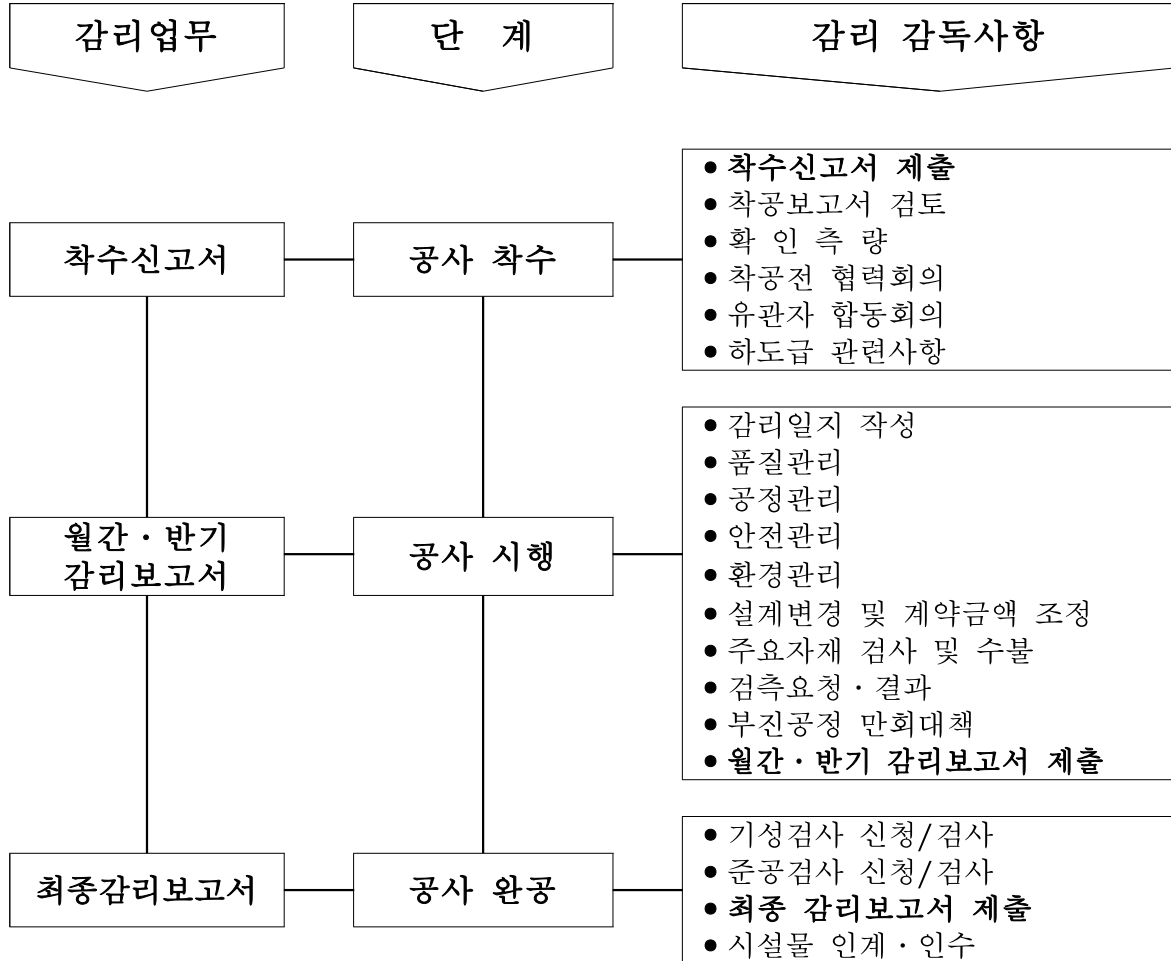 감리업무
단 계
감리 감독사항
착수신고서
공사 착수
● 착수신고서 제출
● 착공보고서 검토
● 확 인 측 량
● 착공전 협력회의
● 유관자 합동회의
● 하도급 관련사항
월간·반기
감리보고서
공사 시행
● 감리일지 작성
● 품질관리
● 공정관리
● 안전관리
● 환경관리
● 설계변경 및 계약금액 조정
● 주요자재 검사 및 수불
● 검측요청·결과
● 부진공정 만회대책
● 월간·반기 감리보고서 제출
최종감리보고서
공사 완공
● 기성검사 신청/검사
● 준공검사 신청/검사
● 최종 감리보고서 제출
● 시설물 인계·인수